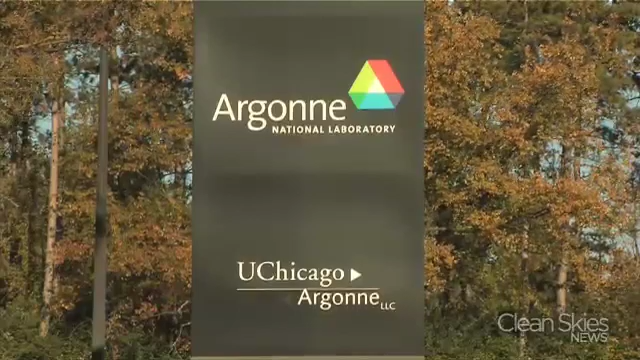 Argonne
NATIONAL LABORATORY
UChicago
Argonne LLC
Clean Skies
NEWS